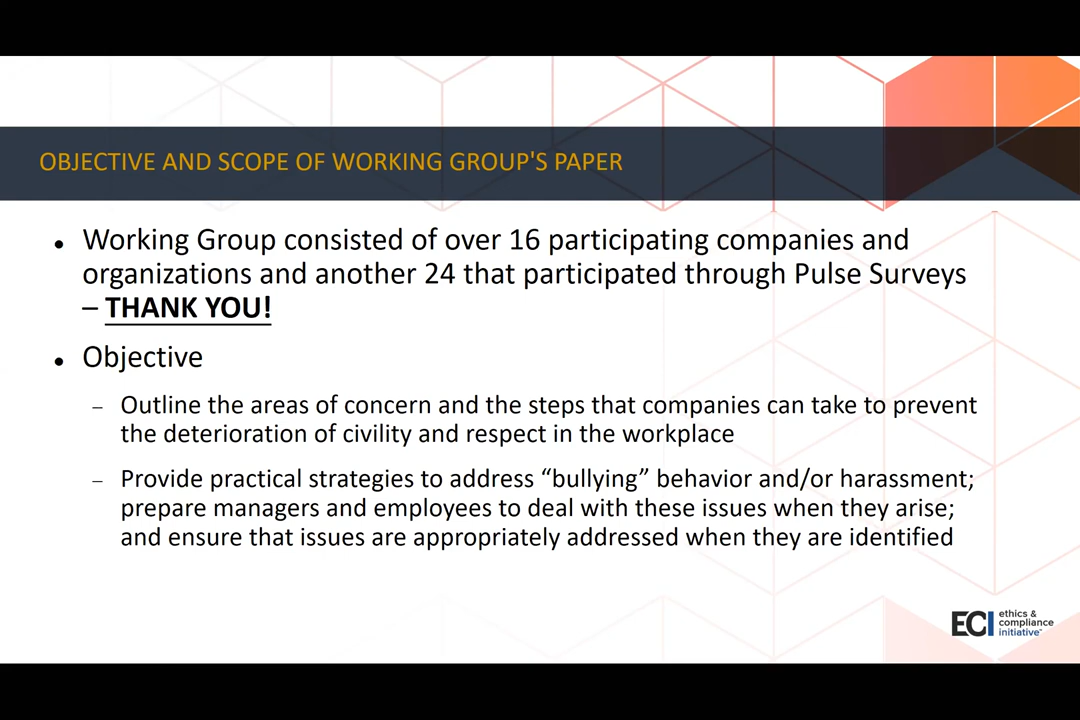 OBJECTIVE AND SCOPE OF WORKING GROUP'S PAPER
• Working Group consisted of over 16 participating companies and
organizations and another 24 that participated through Pulse Surveys
– THANK YOU!
• Objective
– Outline the areas of concern and the steps that companies can take to prevent
the deterioration of civility and respect in the workplace
– Provide practical strategies to address “bullying” behavior and/or harassment;
prepare managers and employees to deal with these issues when they arise;
and ensure that issues are appropriately addressed when they are identified
ECI
ethics &
compliance
initiative™